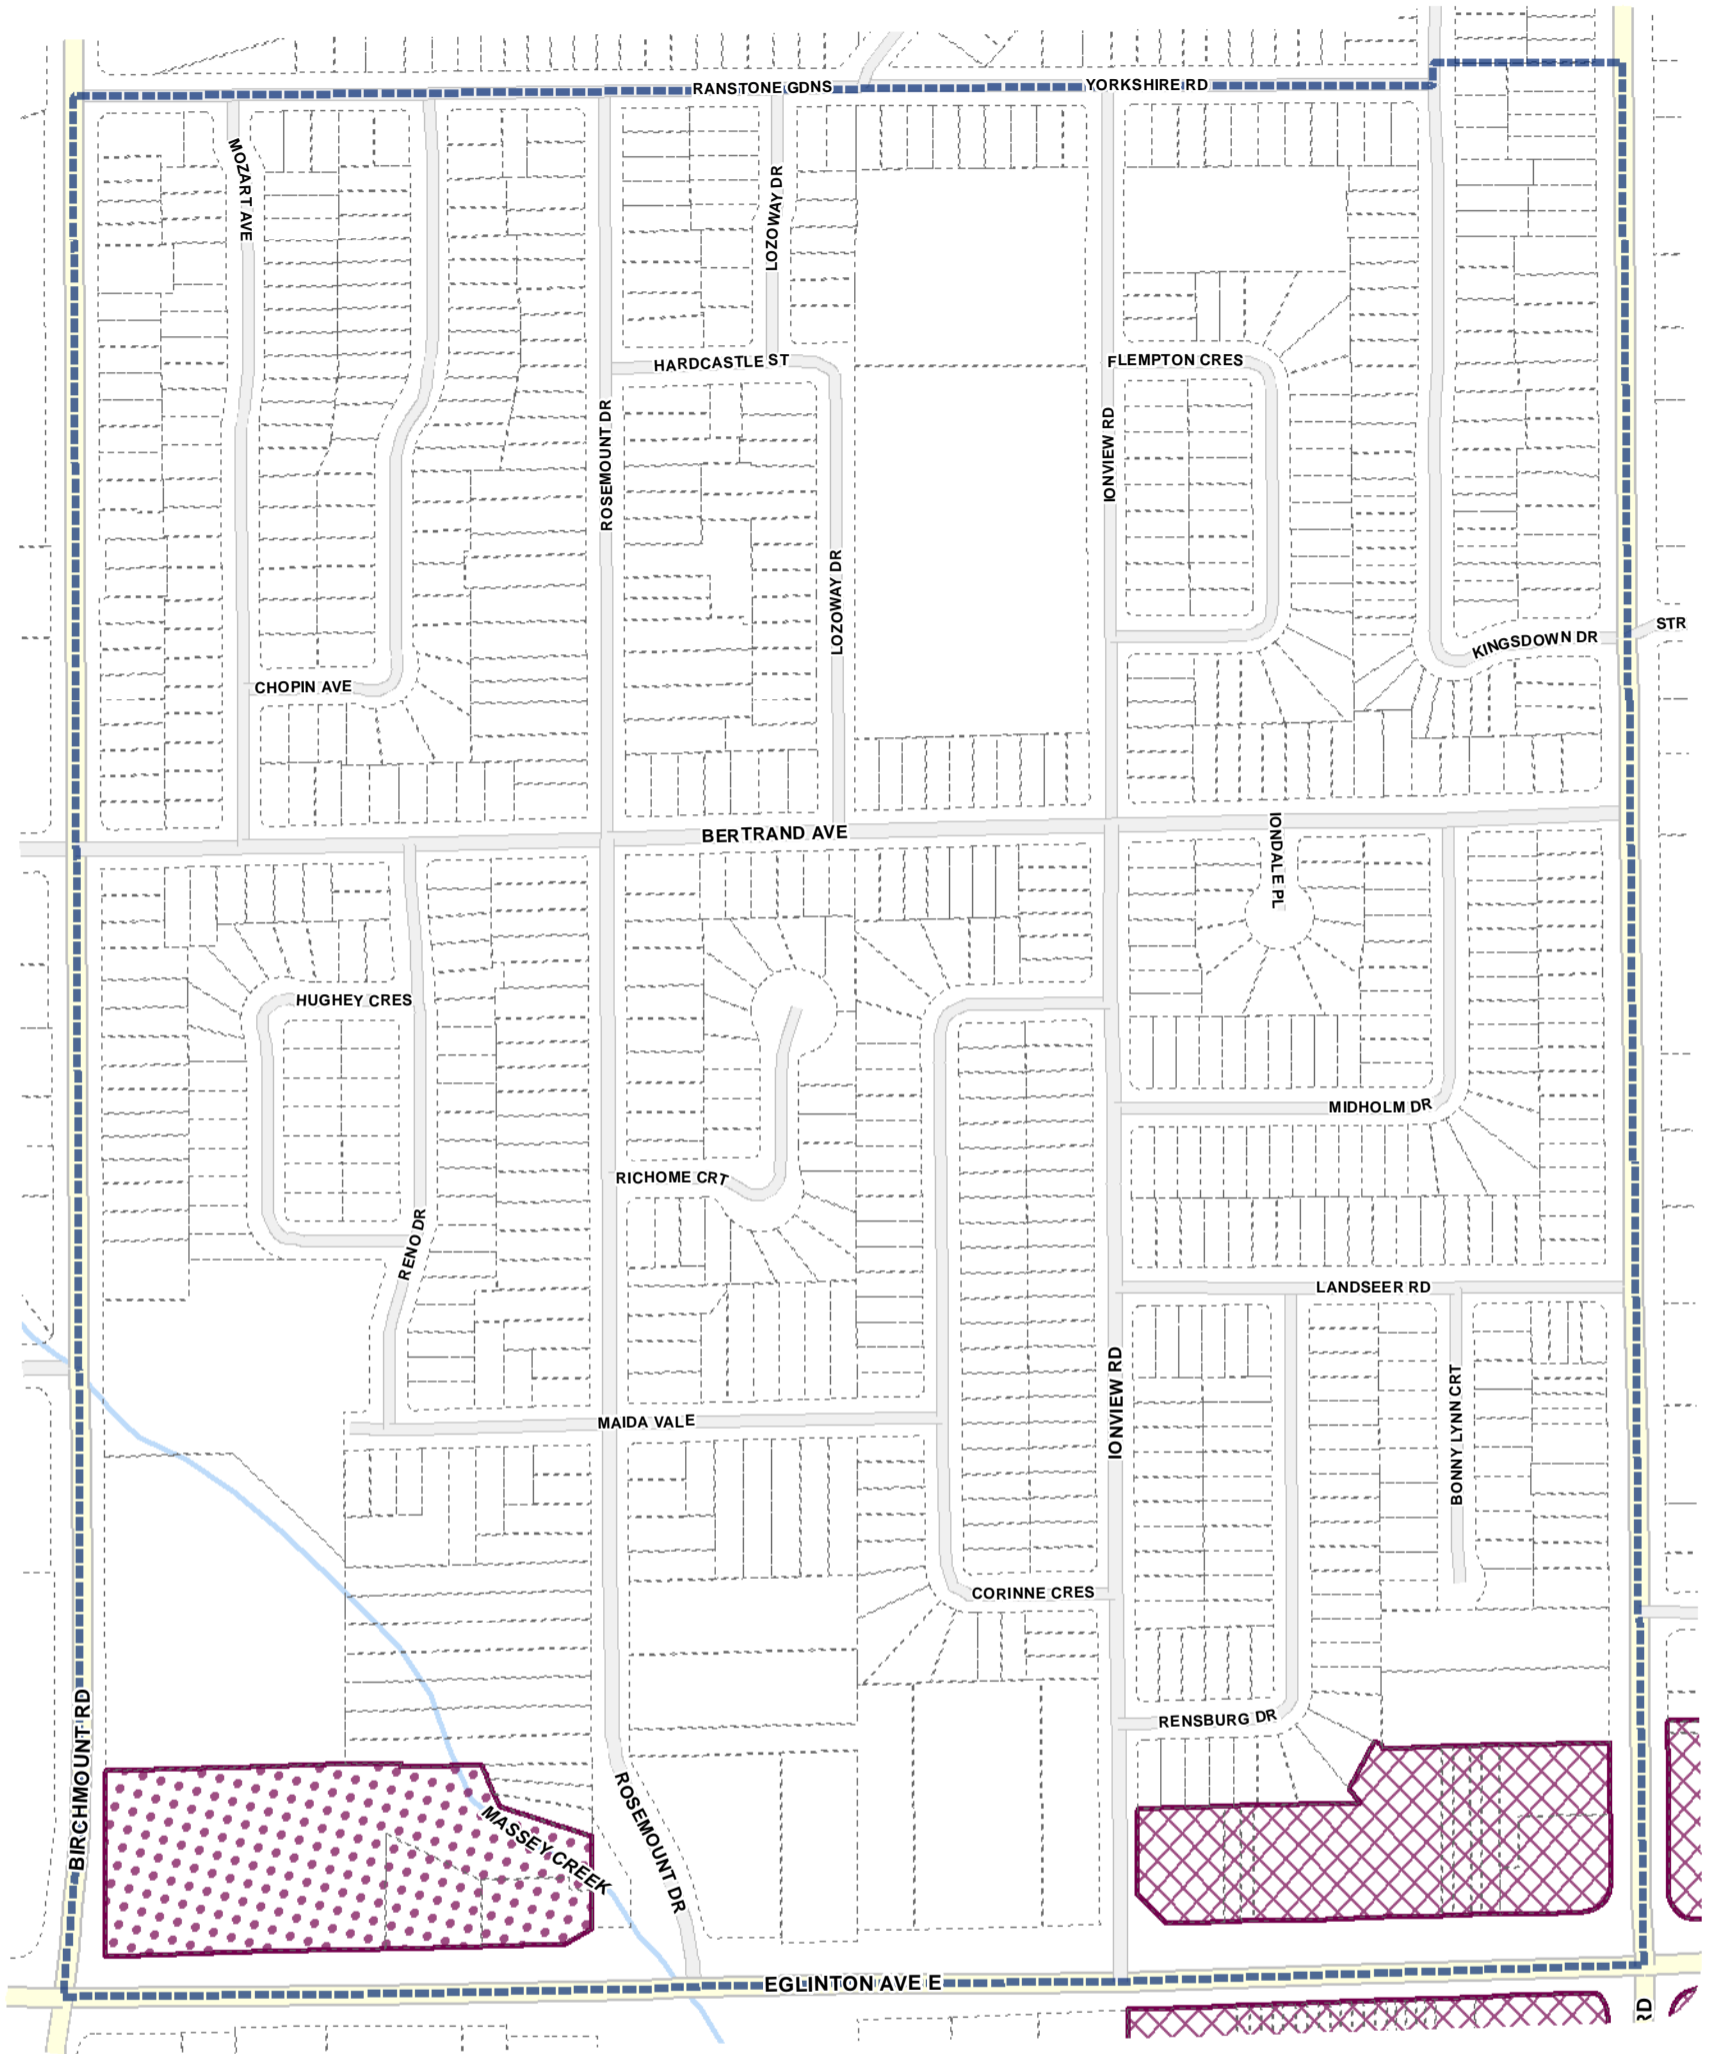 RANSTONE GDNS
YORKSHIRE RD
MOZART AVE
LOZOWAY DR
HARDCASTLE ST
FLEMPTON CRES
ROSEMOUNT DR
IONVIEW RD
LOZOWAY DR
STR
KINGSDOWN DR
CHOPIN AVE
BERTRAND AVE
IONDALE PL
HUGHEY CRES
MIDHOLM DR
RICHOME CRT
RENO DR
LANDSEER RD
IONVIEW RD
BONNY LYNN CRT
MAIDA VALE
CORINNE CRES
BIRCHMOUNT RD
RENSBURG DR
ROSEMOUNT DR
MASSEY CREEK
EGLINTON AVE E
RD